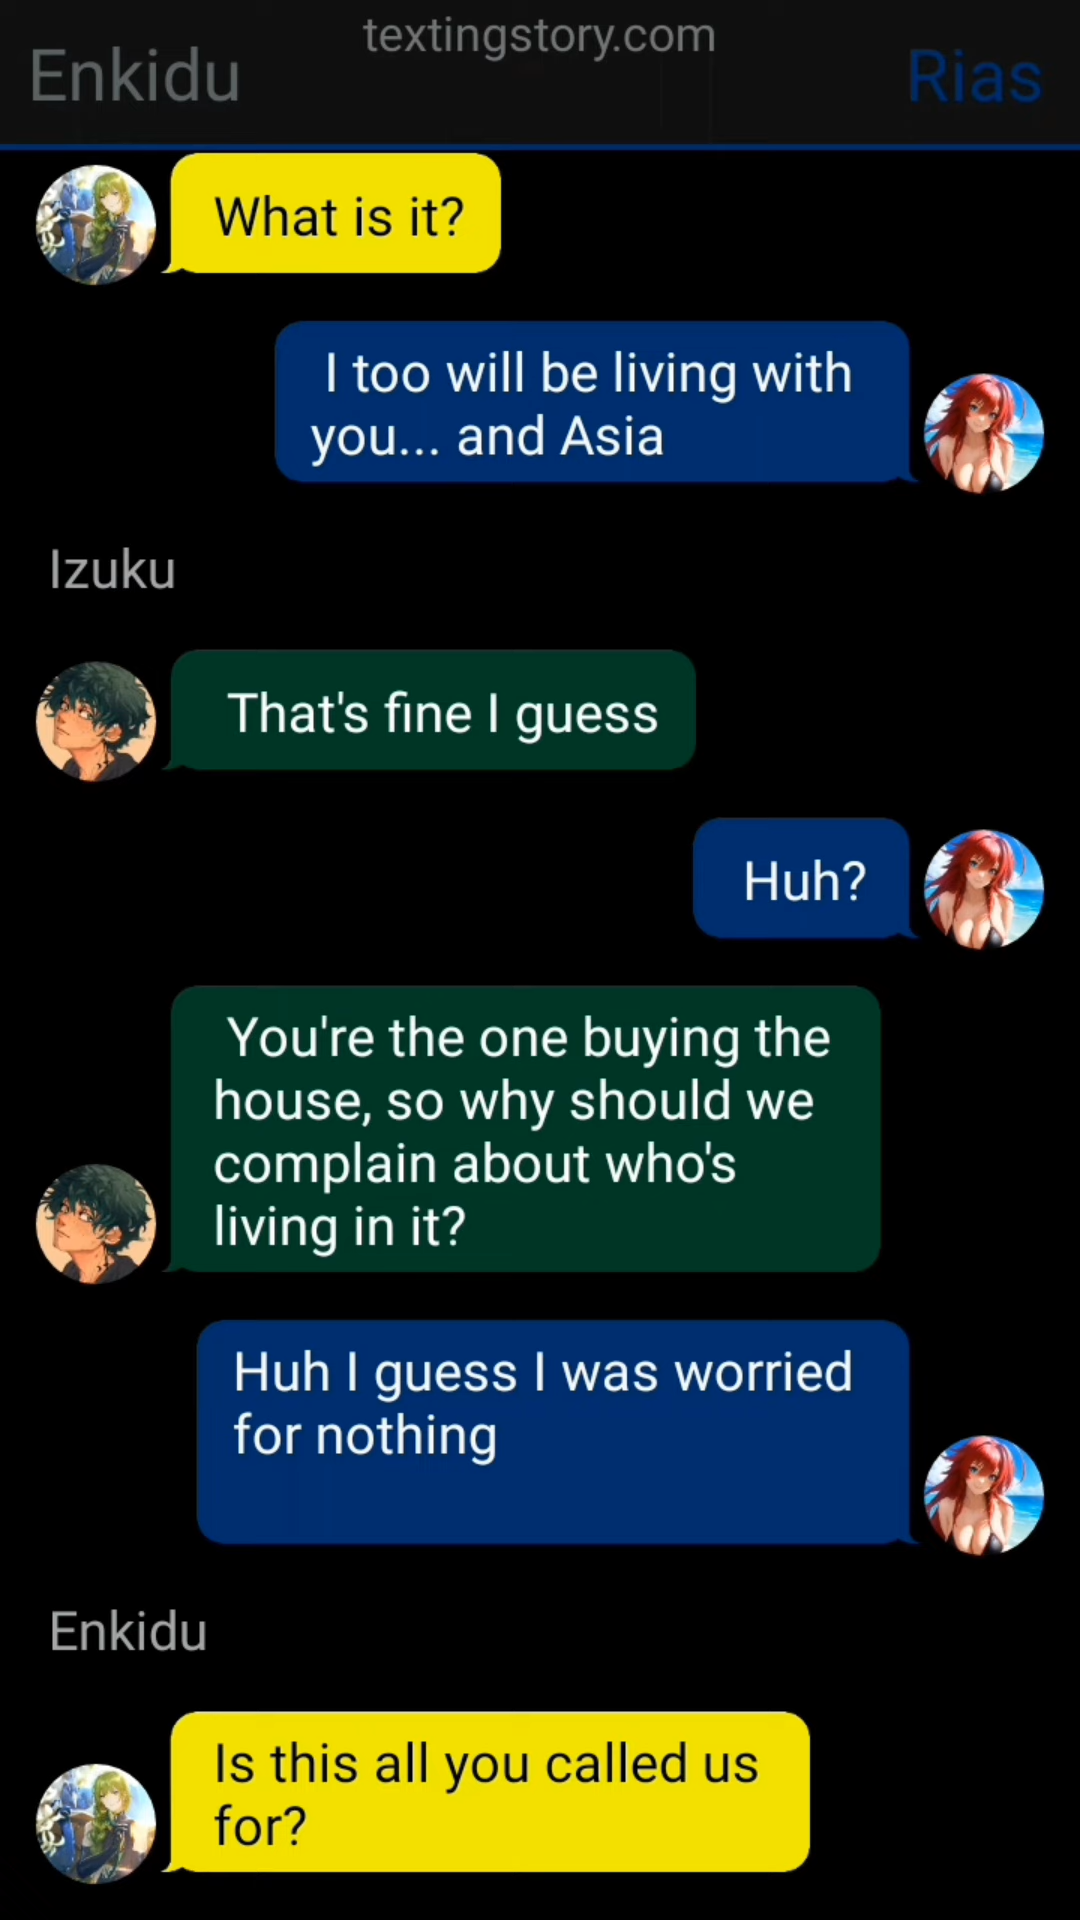 textingstory.com
Enkidu
Rias
What is it?
I too will be living with
you... and Asia
Izuku
That's fine I guess
Huh?
You're the one buying the
house, so why should we
complain about who's
living in it?
Huh I guess I was worried
for nothing
Enkidu
Is this all you called us
for?